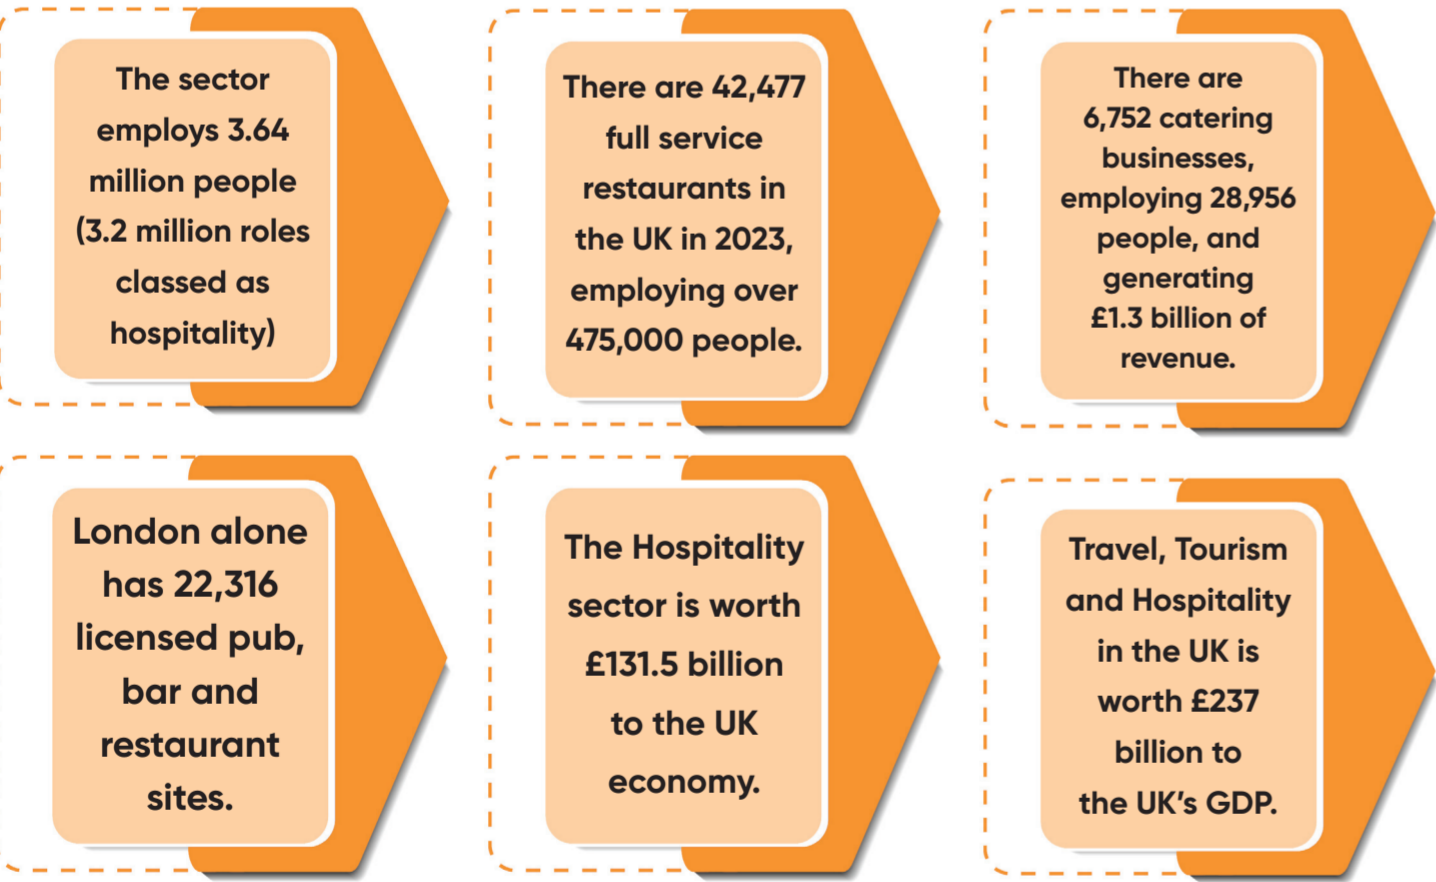 The sector
employs 3.64
million people
(3.2 million roles
classed as
hospitality)
There are 42,477
full service
restaurants in
the UK in 2023,
employing over
475,000 people.
There are
6,752 catering
businesses,
employing 28,956
people, and
generating
£1.3 billion of
revenue.
London alone
has 22,316
licensed pub,
bar and
restaurant
sites.
The Hospitality
sector is worth
£131.5 billion
to the UK
economy.
Travel, Tourism
and Hospitality
in the UK is
worth £237
billion to
the UK’s GDP.